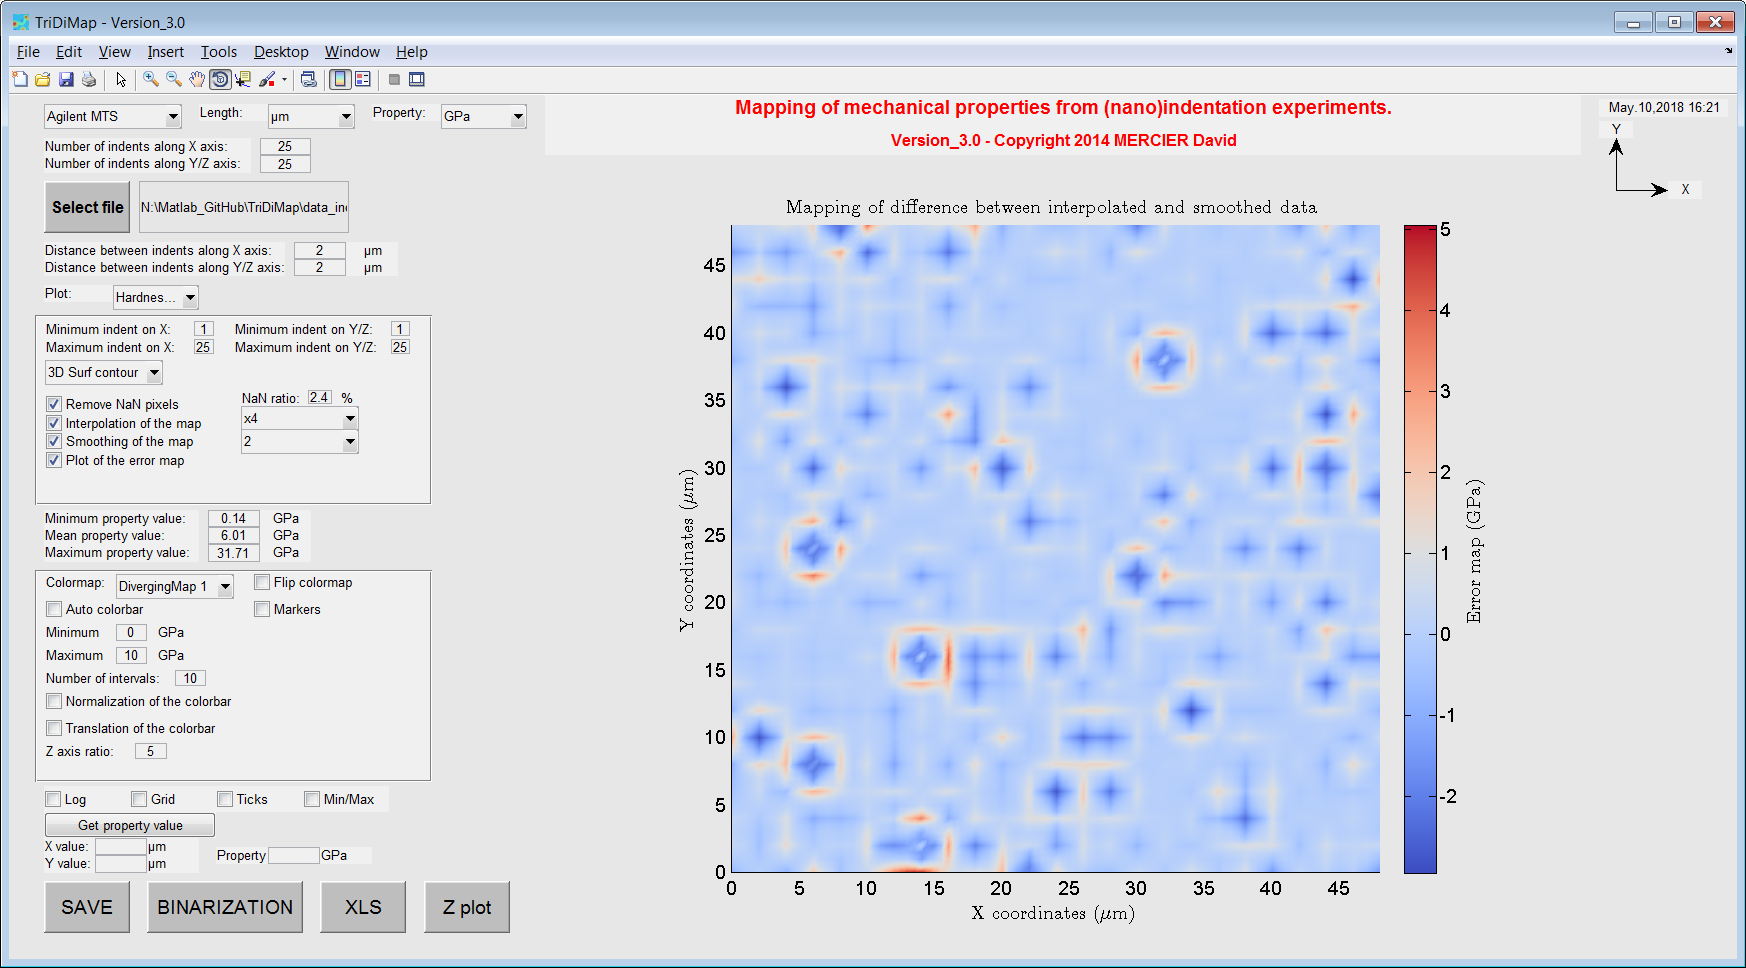 TriDiMap - Version_3.0
File Edit View Insert Tools Desktop Window Help
Agilent MTS Length: µm Property: GPa
Number of indents along X axis: 25
Number of indents along Y/Z axis: 25
Select file N:\Matlab_GitHub\TriDiMap\data_in
Distance between indents along X axis: 2 µm
Distance between indents along Y/Z axis: 2 µm
Plot: Hardnes...
Minimum indent on X: 1 Minimum indent on Y/Z: 1
Maximum indent on X: 25 Maximum indent on Y/Z: 25
3D Surf contour
NaN ratio: 2.4 %
Remove NaN pixels
Interpolation of the map x4
Smoothing of the map 2
Plot of the error map
Minimum property value: 0.14 GPa
Mean property value: 6.01 GPa
Maximum property value: 31.71 GPa
Colormap: DivergingMap 1 Flip colormap
Auto colorbar Markers
Minimum 0 GPa
Maximum 10 GPa
Number of intervals: 10
Normalization of the colorbar
Translation of the colorbar
Z axis ratio: 5
Log Grid Ticks Min/Max
Get property value
X value: µm
Y value: µm
Property GPa
SAVE BINARIZATION XLS Z plot
Mapping of mechanical properties from (nano)indentation experiments.
Version_3.0 - Copyright 2014 MERCIER David
May.10,2018 16:21
Y
X
Mapping of difference between interpolated and smoothed data
45
40
35
30
25
20
15
10
5
0
Y coordinates (µm)
0 5 10 15 20 25 30 35 40 45
X coordinates (µm)
5
4
3
2
1
0
-1
-2
Error map (GPa)